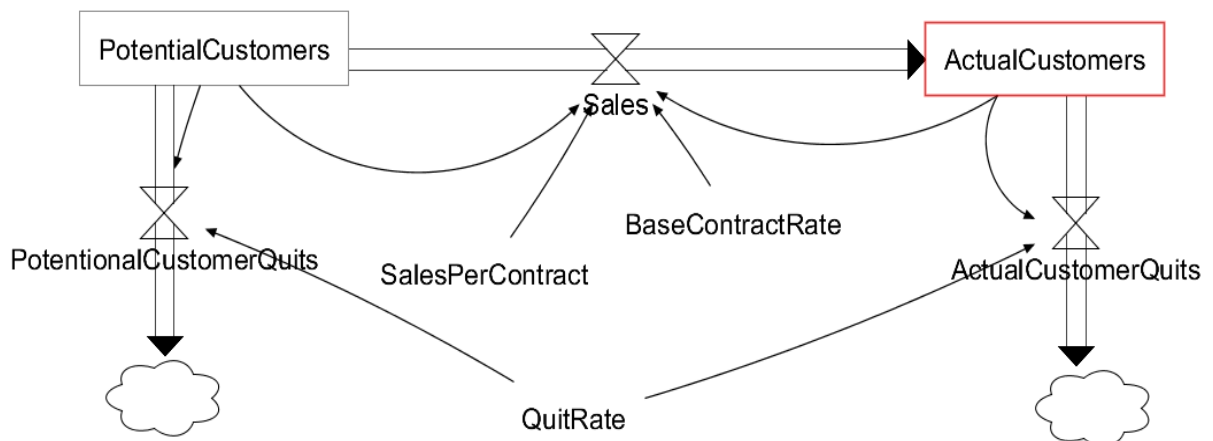 PotentialCustomers
ActualCustomers
Sales
BaseContractRate
PotentionalCustomerQuits
SalesPerContract
ActualCustomerQuits
QuitRate